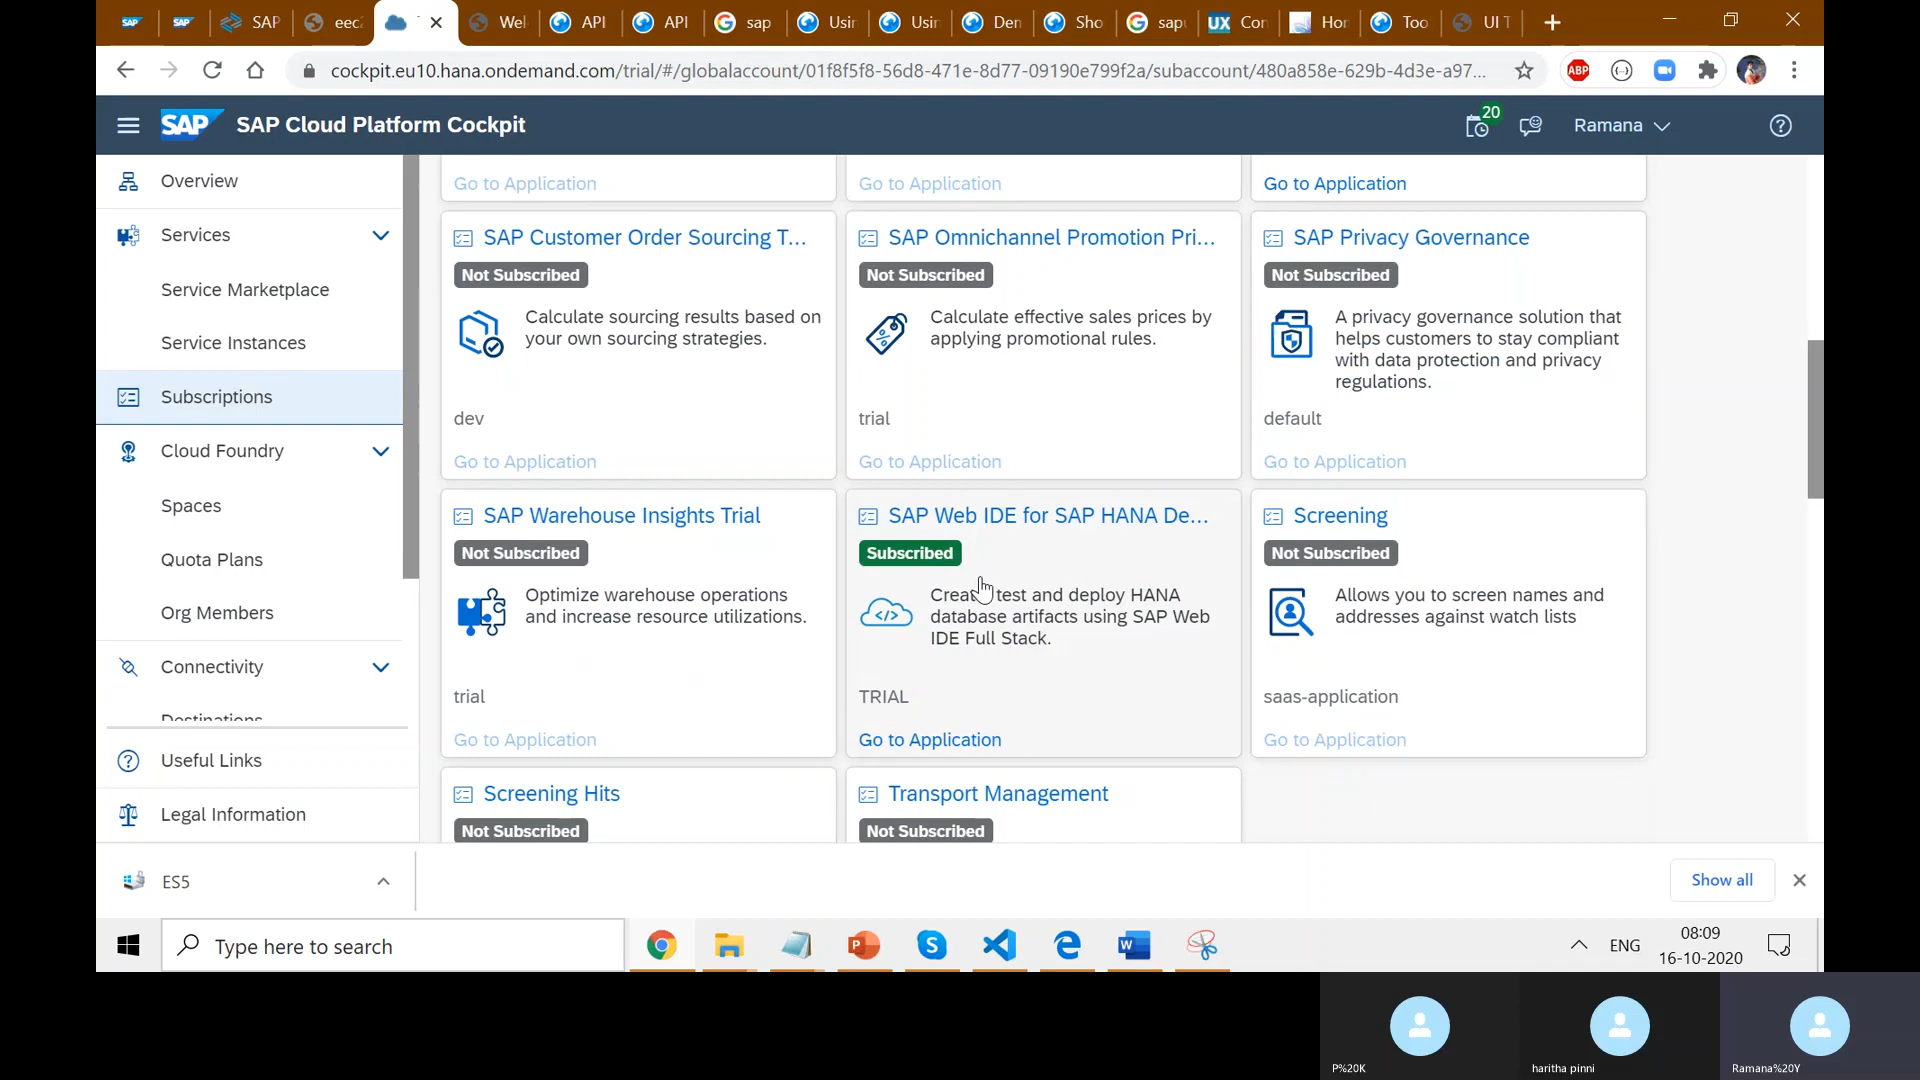 SAP
SAP
SAP
eec
Wel
API
API
sap
Usin
Usin
Den
Sho
sapu
UX
Cor
Hor
Too
UI T
cockpit.eu10.hana.ondemand.com/trial/#/globalaccount/01f8f5f8-56d8-471e-8d77-09190e799f2a/subaccount/480a858e-629b-4d3e-a97...
ABP
SAP
SAP Cloud Platform Cockpit
20
Ramana
Overview
Services
Service Marketplace
Service Instances
Subscriptions
Cloud Foundry
Spaces
Quota Plans
Org Members
Connectivity
Destinations
Useful Links
Legal Information
Go to Application
Go to Application
Go to Application
SAP Customer Order Sourcing T...
Not Subscribed
Calculate sourcing results based on
your own sourcing strategies.
dev
Go to Application
SAP Omnichannel Promotion Pri...
Not Subscribed
Calculate effective sales prices by
applying promotional rules.
trial
Go to Application
SAP Privacy Governance
Not Subscribed
A privacy governance solution that
helps customers to stay compliant
with data protection and privacy
regulations.
default
Go to Application
SAP Warehouse Insights Trial
Not Subscribed
Optimize warehouse operations
and increase resource utilizations.
trial
Go to Application
SAP Web IDE for SAP HANA De...
Subscribed
Create test and deploy HANA
database artifacts using SAP Web
IDE Full Stack.
TRIAL
Go to Application
Screening
Not Subscribed
Allows you to screen names and
addresses against watch lists
saas-application
Go to Application
Screening Hits
Not Subscribed
Transport Management
Not Subscribed
ES5
Show all
Type here to search
ENG
08:09
16-10-2020
P%20K
haritha pinni
Ramana%20Y